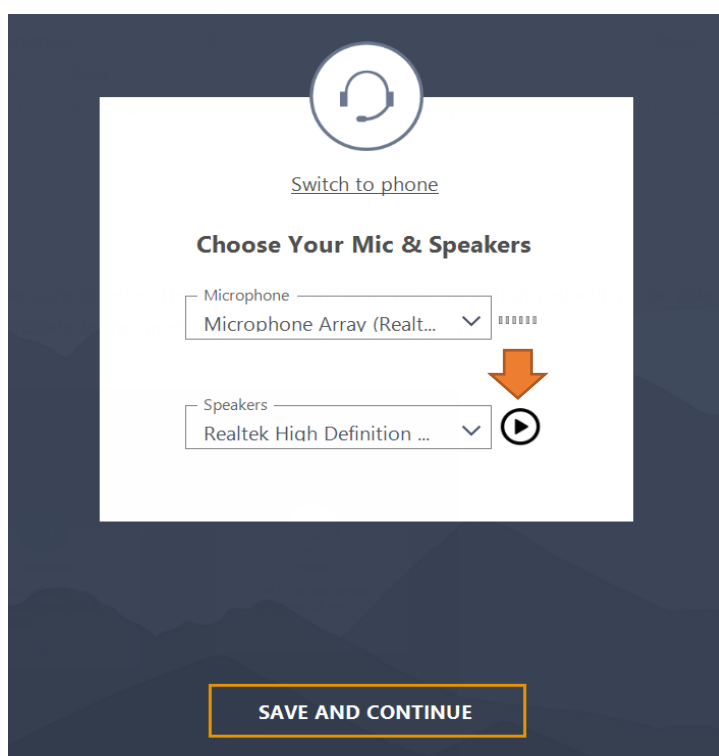 Switch to phone
Choose Your Mic & Speakers
Microphone
Microphone Array (Realt...
Speakers
Realtek High Definition ...
SAVE AND CONTINUE